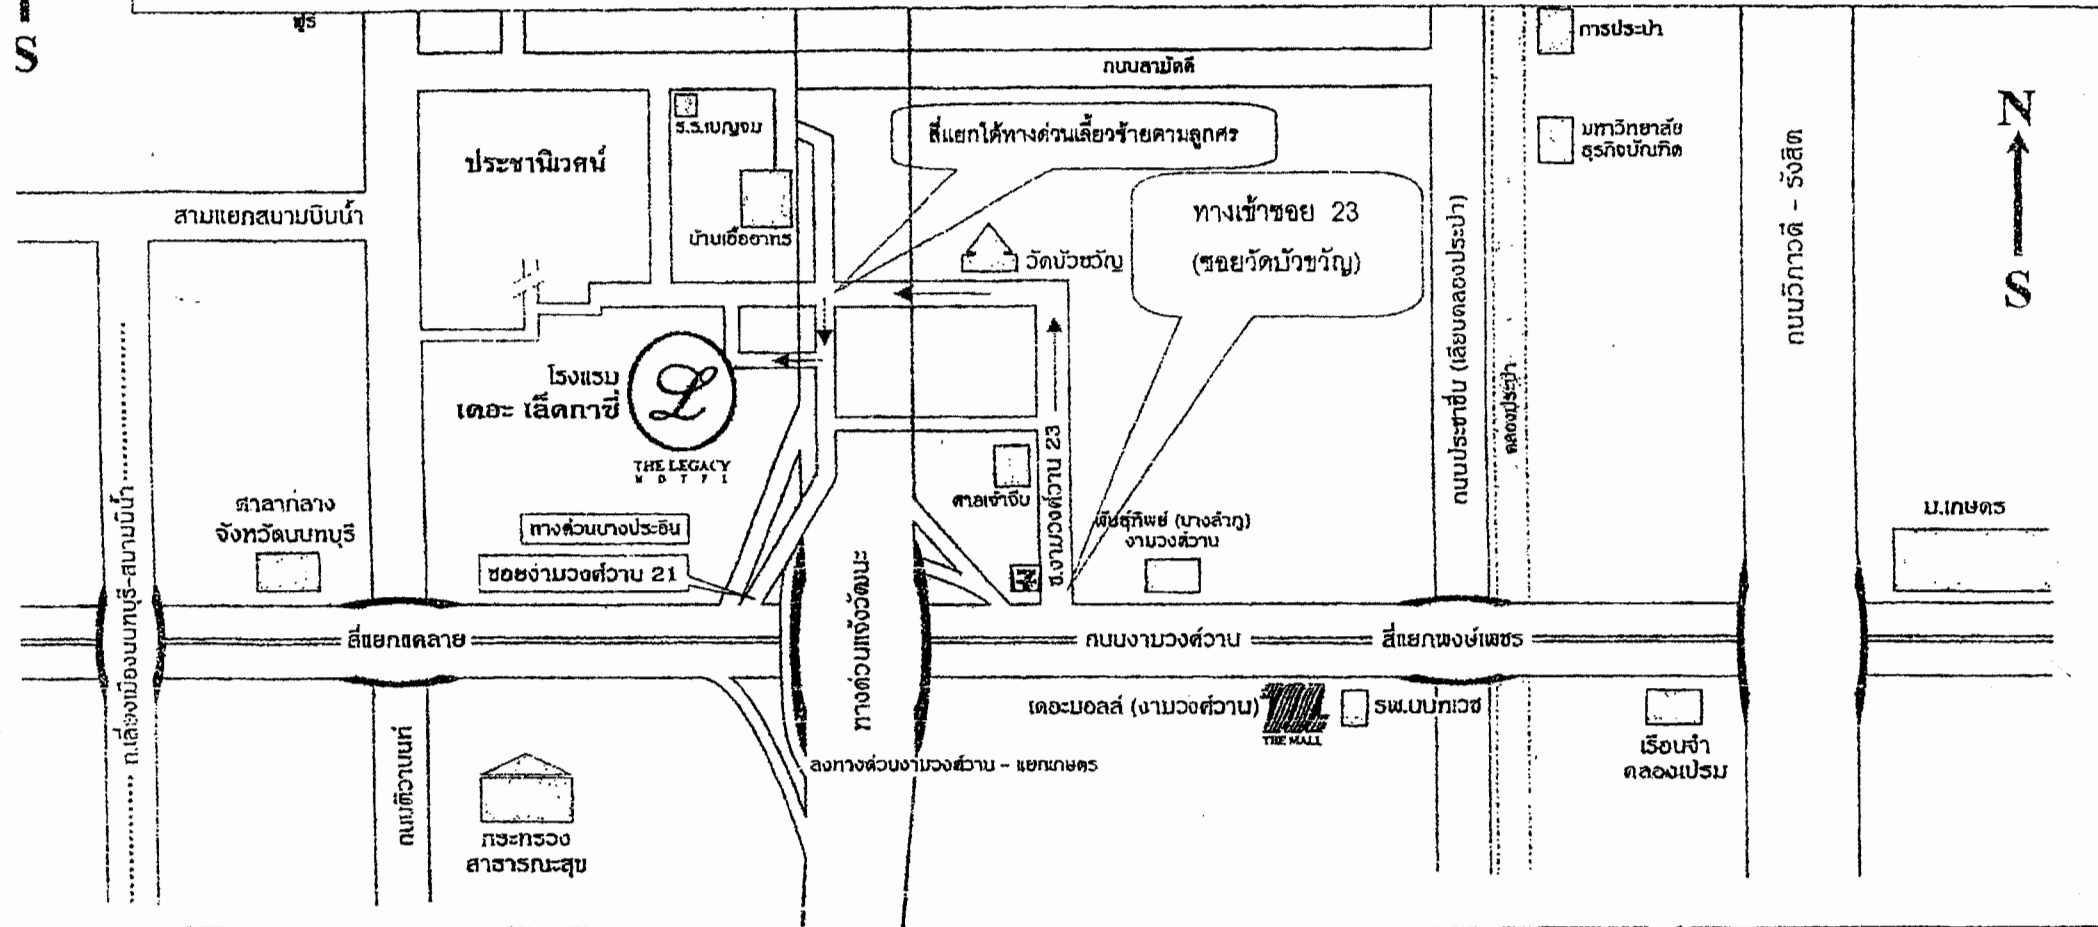 S
การประปา
ถนนสามัคคี
ร.ร.เบญจม
สี่แยกใต้ทางด่วนเลี้ยวซ้ายตามลูกศร
มหาวิทยาลัย
ธุรกิจบัณฑิต
N
S
ประชานิเวศน์
ทางเข้าซอย 23
(ซอยวัดบัวขวัญ)
สามแยกสนามบินน้ำ
บ้านเอื้ออาทร
วัดบัวขวัญ
ถนนวิภาวดี - รังสิต
ถนนประชาชื่น (เลียบคลองประปา)
คลองประปา
โรงแรม
เดอะ เล็คกาซี่
L
THE LEGACY
ศาลากลาง
จังหวัดนนทบุรี
ทางด่วนบางปะอิน
ซอยงามวงศ์วาน 21
ศาลเจ้าจีน
ซ.งามวงศ์วาน 23
พันธุ์ทิพย์ (บางลำภู)
งามวงศ์วาน
ม.เกษตร
ถ.เลี่ยงเมืองนนทบุรี-สนามบินน้ำ
สี่แยกแคลาย
ทางด่วนแจ้งวัฒนะ
ถนนงามวงศ์วาน
สี่แยกพงษ์เพชร
เดอะมอลล์ (งามวงศ์วาน)
THE MALL
รพ.นนทเวช
เรือนจำ
คลองเปรม
ลงทางด่วนงามวงศ์วาน - แยกเกษตร
ถนนติวานนท์
กระทรวง
สาธารณะสุข